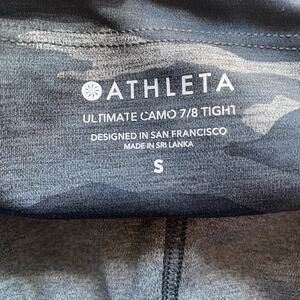 ATHLETA
ULTIMATE CAMO 7/8 TIGHT
DESIGNED IN SAN FRANCISCO
MADE IN SRI LANKA
S